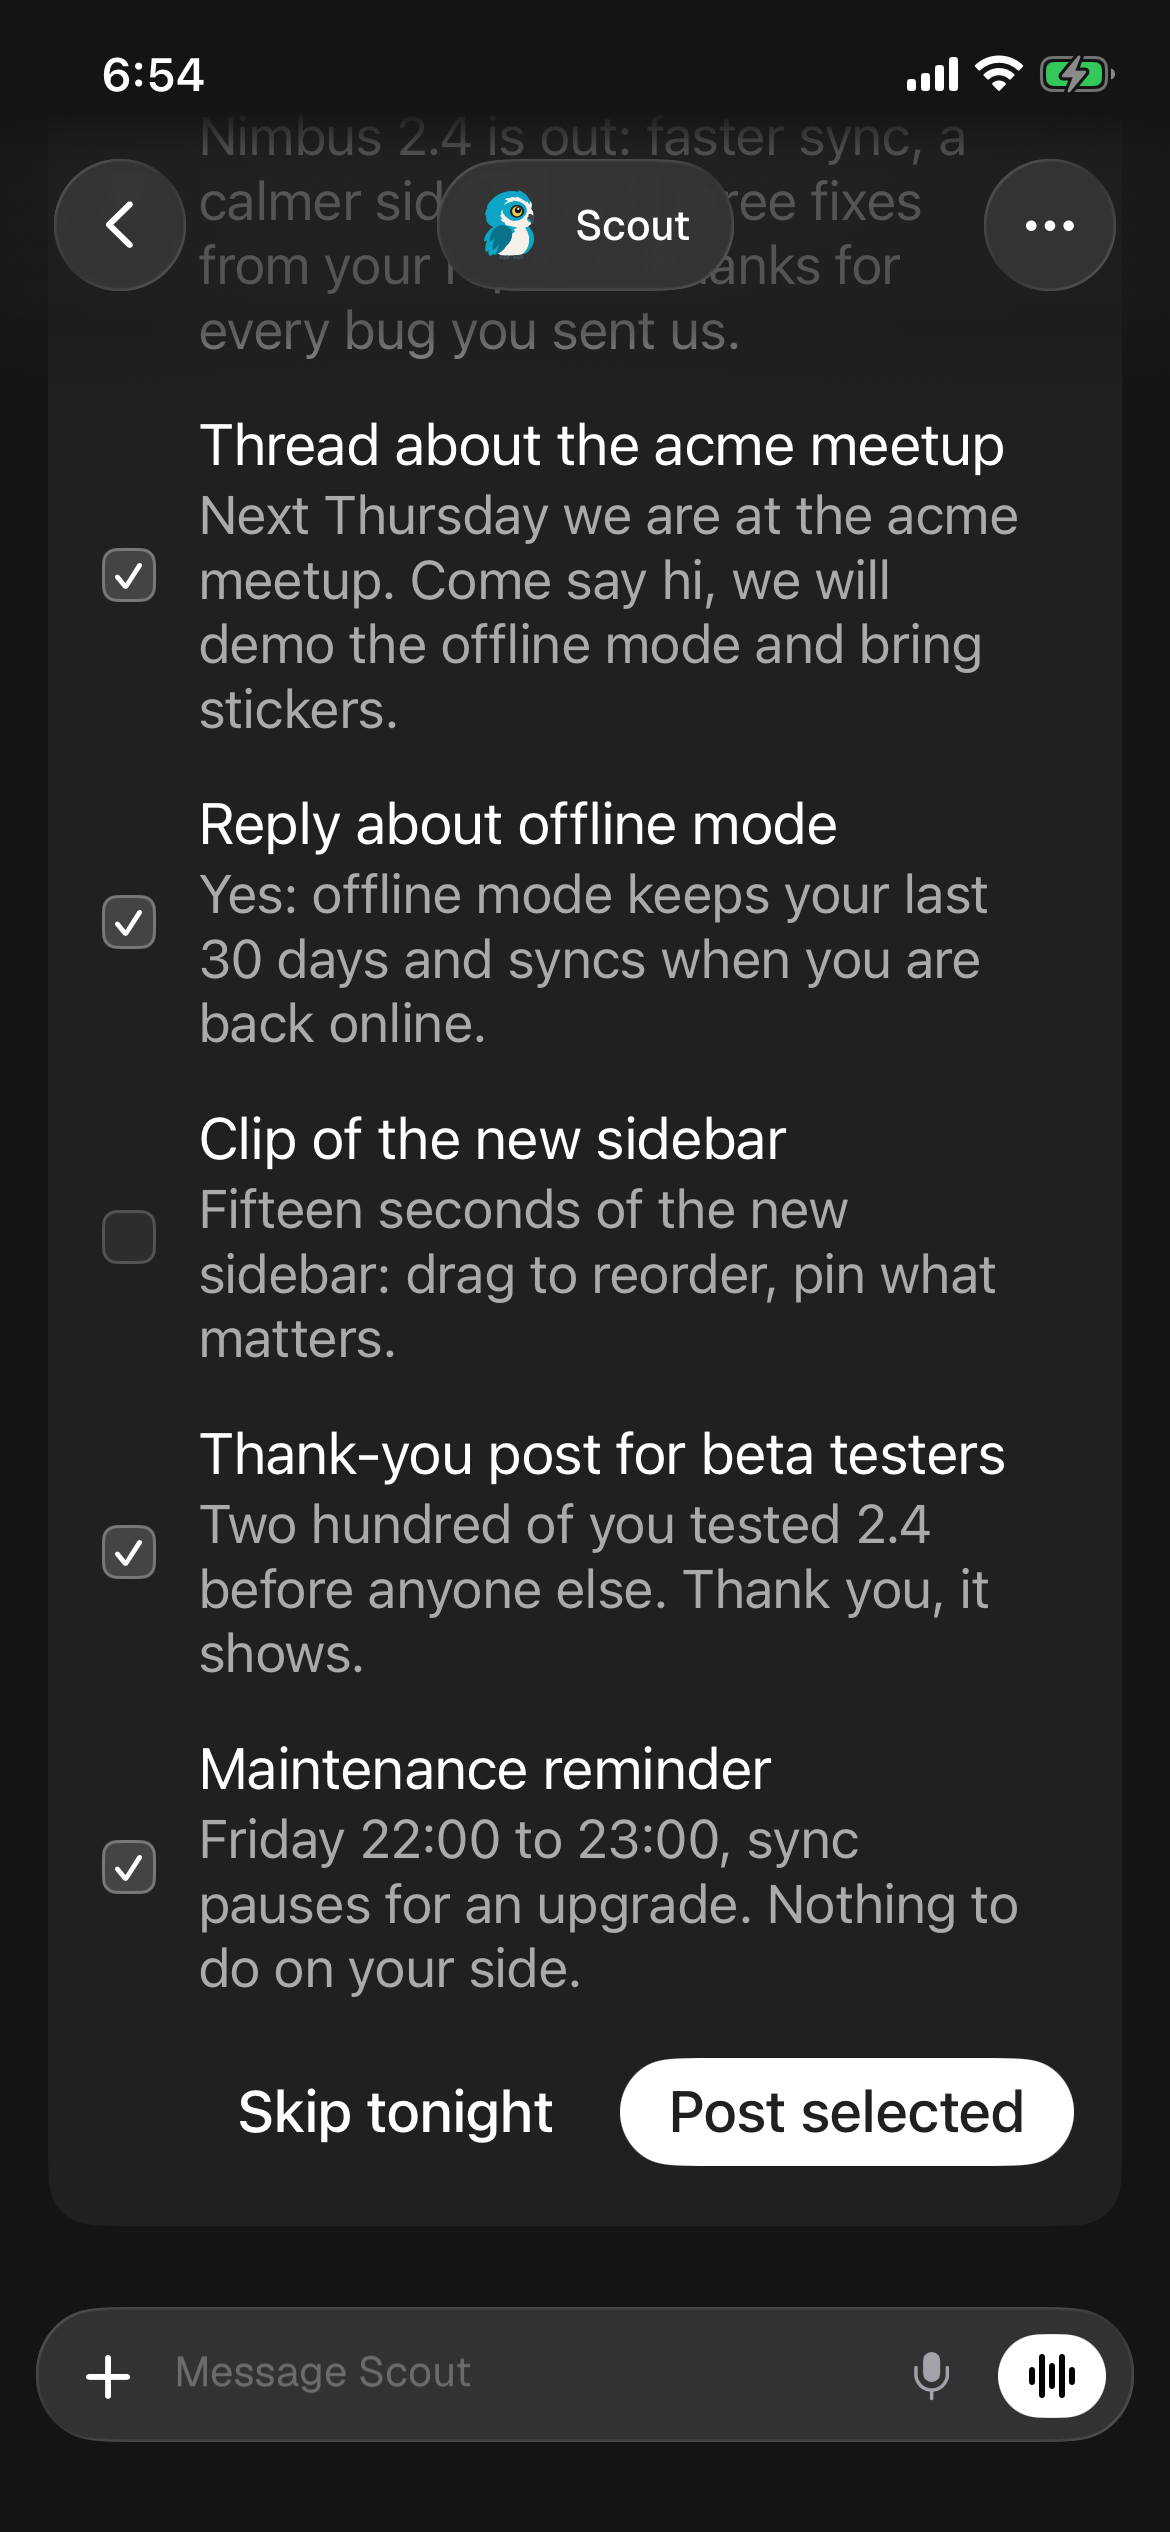 6:54
Nimbus 2.4 is out: faster sync, a
calmer
fixes
from your
for
every bug you sent us.
Scout
Thread about the acme meetup
Next Thursday we are at the acme
meetup. Come say hi, we will
demo the offline mode and bring
stickers.
Reply about offline mode
Yes: offline mode keeps your last
30 days and syncs when you are
back online.
Clip of the new sidebar
Fifteen seconds of the new
sidebar: drag to reorder, pin what
matters.
Thank-you post for beta testers
Two hundred of you tested 2.4
before anyone else. Thank you, it
shows.
Maintenance reminder
Friday 22:00 to 23:00, sync
pauses for an upgrade. Nothing to
do on your side.
Skip tonight
Post selected
Message Scout